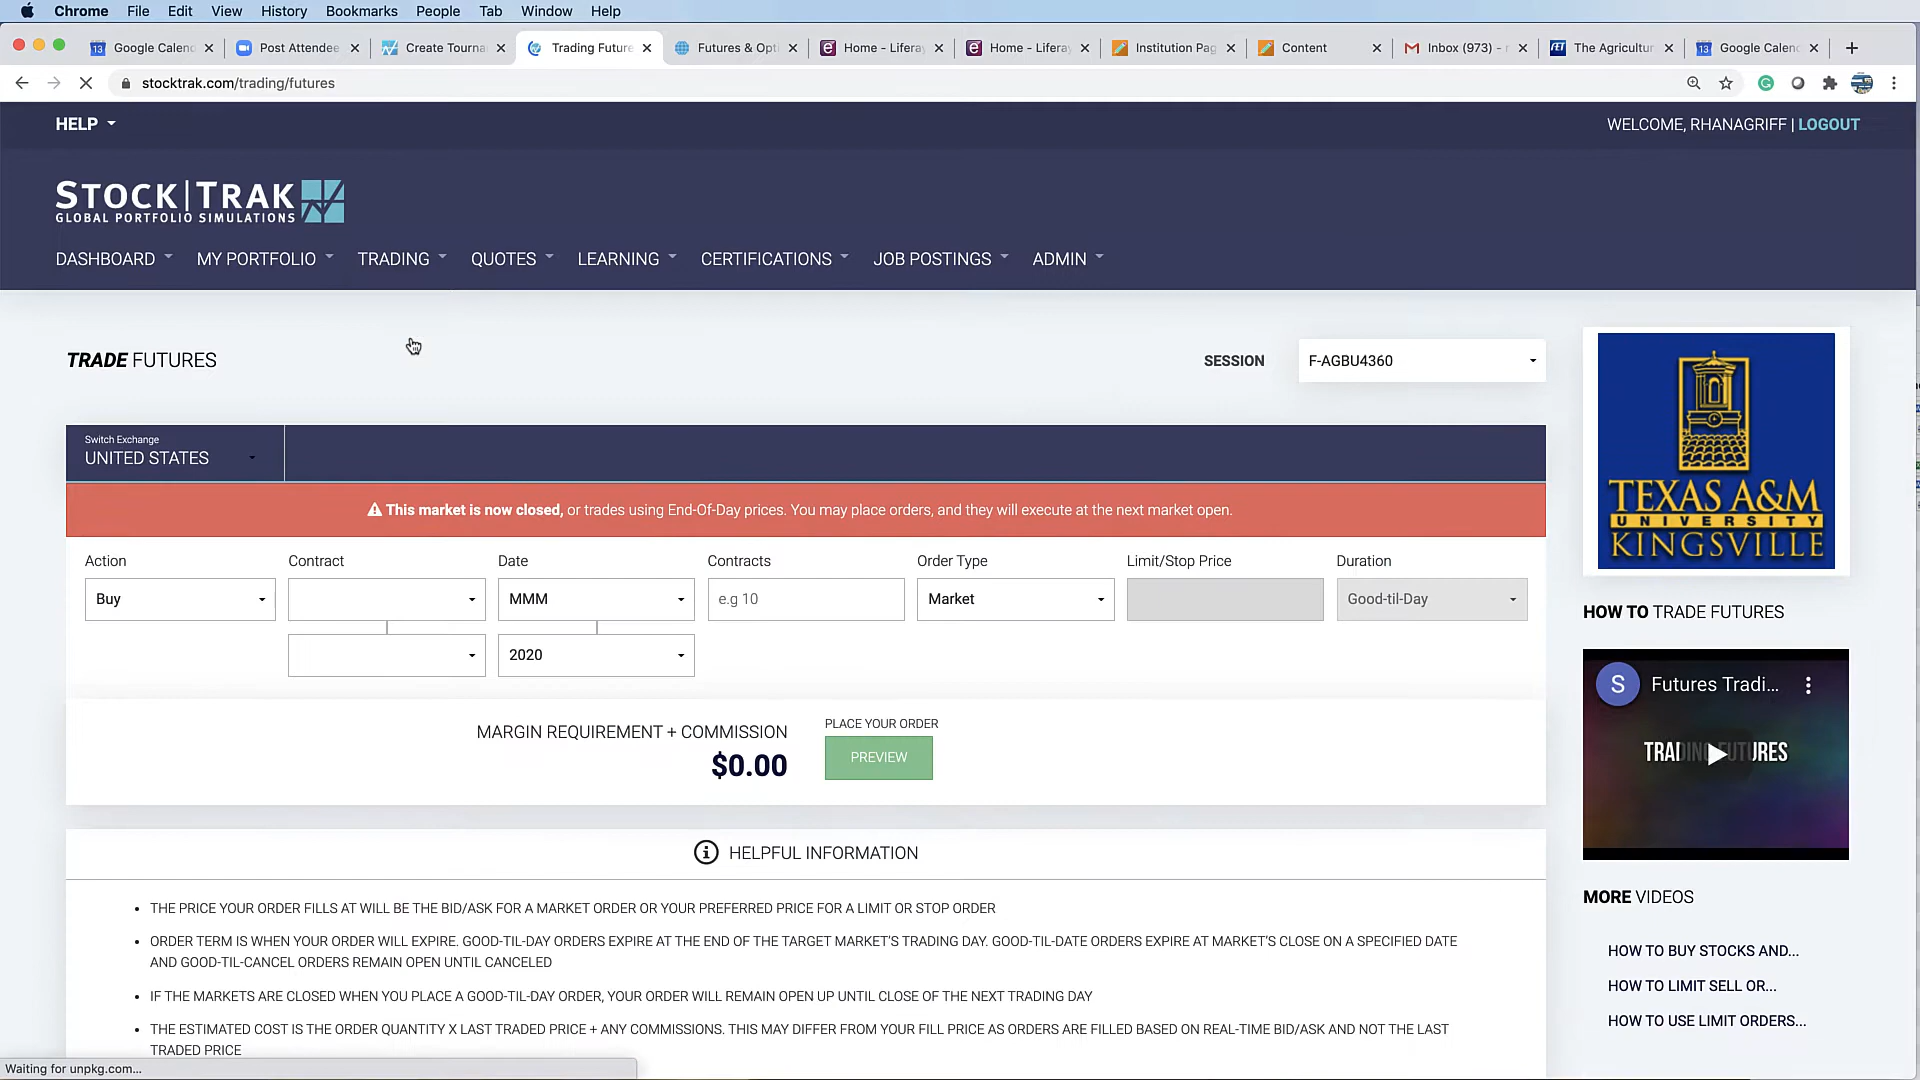 Chrome File Edit View History Bookmarks People Tab Window Help
Google Calen Post Attendee Create Tourna Trading Future Futures & Opti Home - Liferay Home - Liferay Institution Pag Content Inbox (973) - r The Agricultur Google Calen
stocktrak.com/trading/futures
HELP WELCOME, RHANAGRIFF | LOGOUT
STOCK|TRAK
GLOBAL PORTFOLIO SIMULATIONS
DASHBOARD MY PORTFOLIO TRADING QUOTES LEARNING CERTIFICATIONS JOB POSTINGS ADMIN
TRADE FUTURES SESSION F-AGBU4360
Switch Exchange
UNITED STATES
This market is now closed, or trades using End-Of-Day prices. You may place orders, and they will execute at the next market open.
Action Contract Date Contracts Order Type Limit/Stop Price Duration
Buy MMM e.g 10 Market Good-til-Day
2020
MARGIN REQUIREMENT + COMMISSION
$0.00
PLACE YOUR ORDER
PREVIEW
HELPFUL INFORMATION
• THE PRICE YOUR ORDER FILLS AT WILL BE THE BID/ASK FOR A MARKET ORDER OR YOUR PREFERRED PRICE FOR A LIMIT OR STOP ORDER
• ORDER TERM IS WHEN YOUR ORDER WILL EXPIRE. GOOD-TIL-DAY ORDERS EXPIRE AT THE END OF THE TARGET MARKET'S TRADING DAY. GOOD-TIL-DATE ORDERS EXPIRE AT MARKET'S CLOSE ON A SPECIFIED DATE
AND GOOD-TIL-CANCEL ORDERS REMAIN OPEN UNTIL CANCELED
• IF THE MARKETS ARE CLOSED WHEN YOU PLACE A GOOD-TIL-DAY ORDER, YOUR ORDER WILL REMAIN OPEN UP UNTIL CLOSE OF THE NEXT TRADING DAY
• THE ESTIMATED COST IS THE ORDER QUANTITY X LAST TRADED PRICE + ANY COMMISSIONS. THIS MAY DIFFER FROM YOUR FILL PRICE AS ORDERS ARE FILLED BASED ON REAL-TIME BID/ASK AND NOT THE LAST
TRADED PRICE
TEXAS A&M
UNIVERSITY
KINGSVILLE
HOW TO TRADE FUTURES
S Futures Tradi...
TRADING FUTURES
MORE VIDEOS
HOW TO BUY STOCKS AND...
HOW TO LIMIT SELL OR...
HOW TO USE LIMIT ORDERS...
Waiting for unpkg.com...